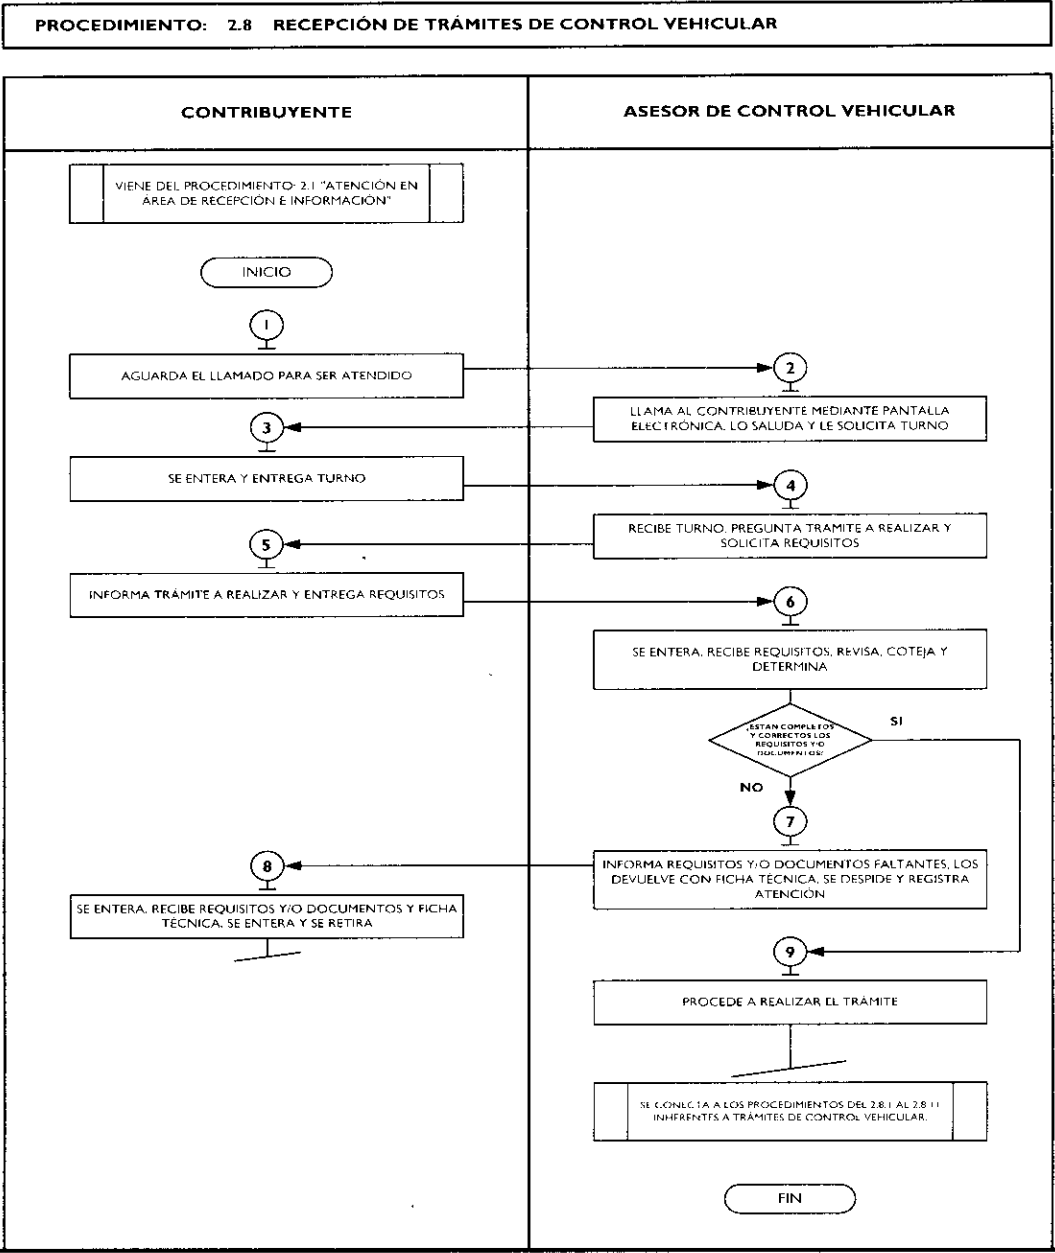 PROCEDIMIENTO: 2.8 RECEPCIÓN DE TRÁMITES DE CONTROL VEHICULAR
CONTRIBUYENTE
ASESOR DE CONTROL VEHICULAR
VIENE DEL PROCEDIMIENTO: 2.1 "ATENCIÓN EN
ÁREA DE RECEPCIÓN E INFORMACIÓN"
INICIO
1
AGUARDA EL LLAMADO PARA SER ATENDIDO
2
LLAMA AL CONTRIBUYENTE MEDIANTE PANTALLA
ELECTRÓNICA, LO SALUDA Y LE SOLICITA TURNO
3
SE ENTERA Y ENTREGA TURNO
4
RECIBE TURNO, PREGUNTA TRAMITE A REALIZAR Y
SOLICITA REQUISITOS
5
INFORMA TRÁMITE A REALIZAR Y ENTREGA REQUISITOS
6
SE ENTERA, RECIBE REQUISITOS, REVISA, COTEJA Y
DETERMINA
¿ESTAN COMPLETOS
Y CORRECTOS LOS
REQUISITOS Y/O
DOCUMENTOS?
SI
NO
7
INFORMA REQUISITOS Y/O DOCUMENTOS FALTANTES, LOS
DEVUELVE CON FICHA TÉCNICA, SE DESPIDE Y REGISTRA
ATENCIÓN
8
SE ENTERA, RECIBE REQUISITOS Y/O DOCUMENTOS Y FICHA
TÉCNICA, SE ENTERA Y SE RETIRA
9
PROCEDE A REALIZAR EL TRÁMITE
SE CONECTA A LOS PROCEDIMIENTOS DEL 2.8.1 AL 2.8.11
INHERENTES A TRÁMITES DE CONTROL VEHICULAR.
FIN